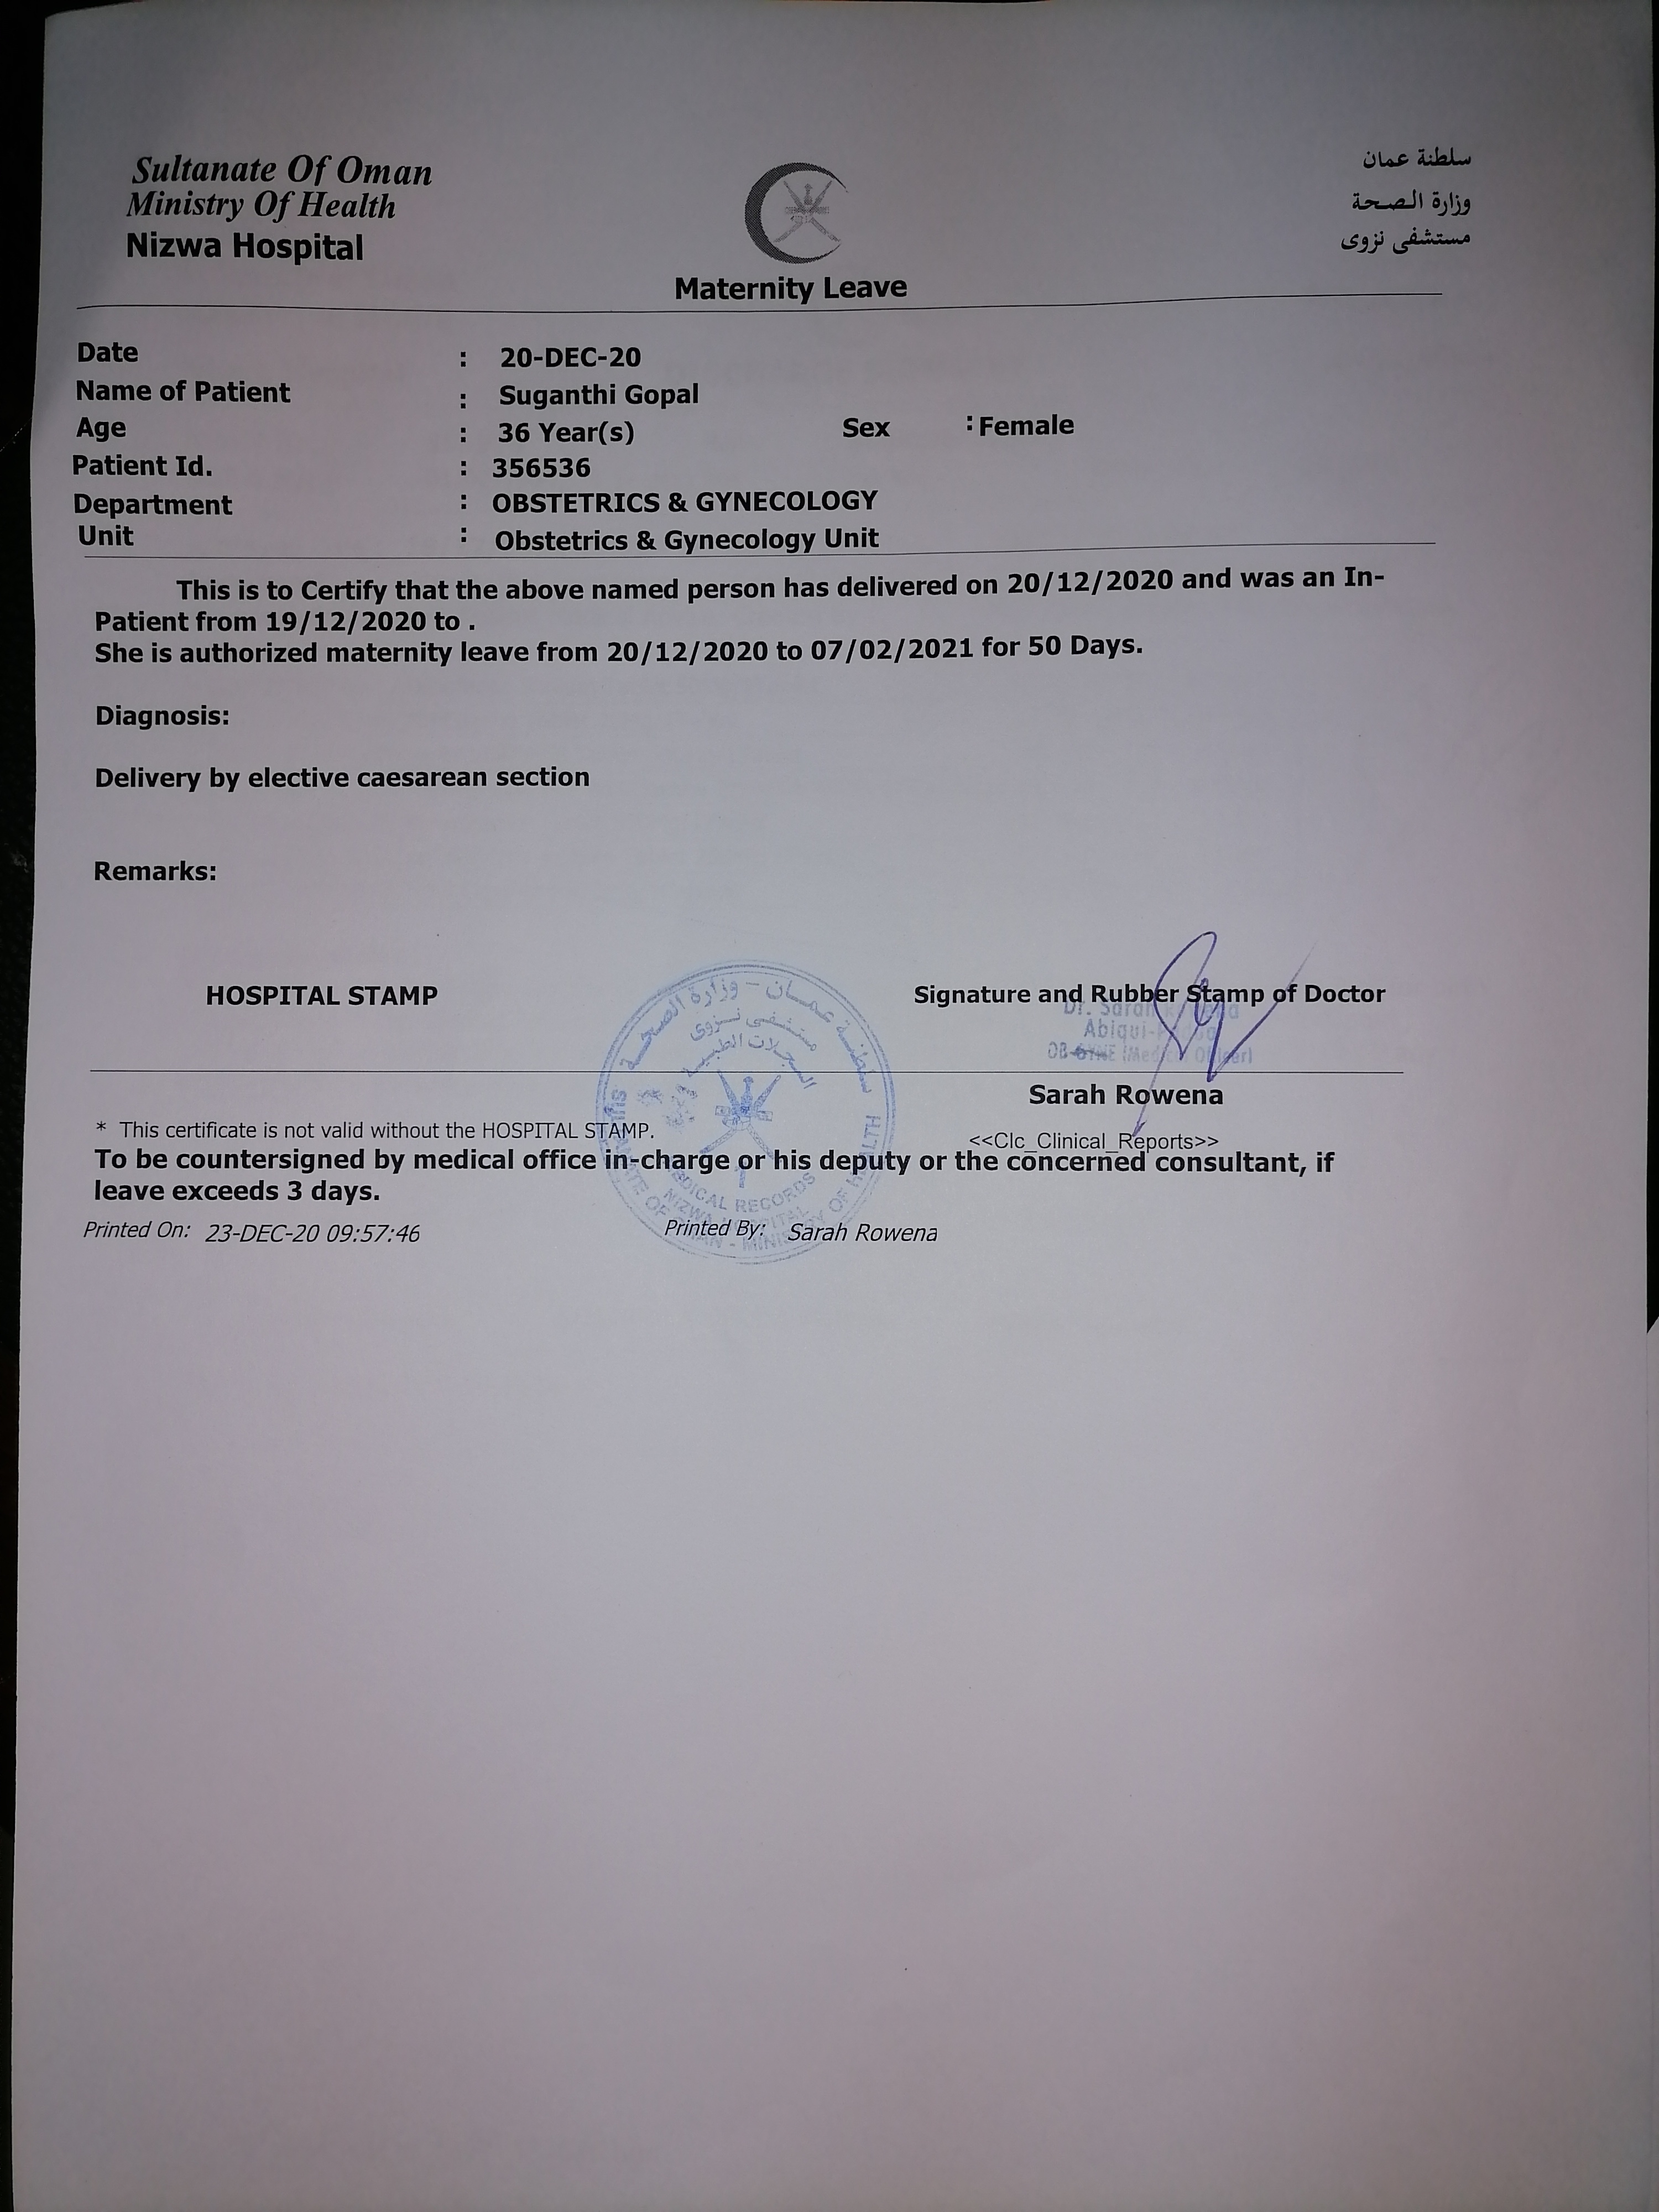 Sultanate Of Oman
Ministry Of Health
Nizwa Hospital
سلطنة عمان
وزارة الصحة
مستشفى نزوى
Maternity Leave
Date : 20-DEC-20
Name of Patient : Suganthi Gopal
Age : 36 Year(s) Sex : Female
Patient Id. : 356536
Department : OBSTETRICS & GYNECOLOGY
Unit : Obstetrics & Gynecology Unit
This is to Certify that the above named person has delivered on 20/12/2020 and was an In-
Patient from 19/12/2020 to .
She is authorized maternity leave from 20/12/2020 to 07/02/2021 for 50 Days.
Diagnosis:
Delivery by elective caesarean section
Remarks:
HOSPITAL STAMP
سلطنة عمان - وزارة الصحة
مستشفى نزوى
السجلات الطبية
MEDICAL RECORDS
NIZWA HOSPITAL
SULTANATE OF OMAN - MINISTRY OF HEALTH
Signature and Rubber Stamp of Doctor
Dr. Sarah
Abiqui-
OB-GYNE (Medical Officer)
Sarah Rowena
* This certificate is not valid without the HOSPITAL STAMP.
<<Clc_Clinical_Reports>>
To be countersigned by medical office in-charge or his deputy or the concerned consultant, if
leave exceeds 3 days.
Printed On: 23-DEC-20 09:57:46 Printed By: Sarah Rowena